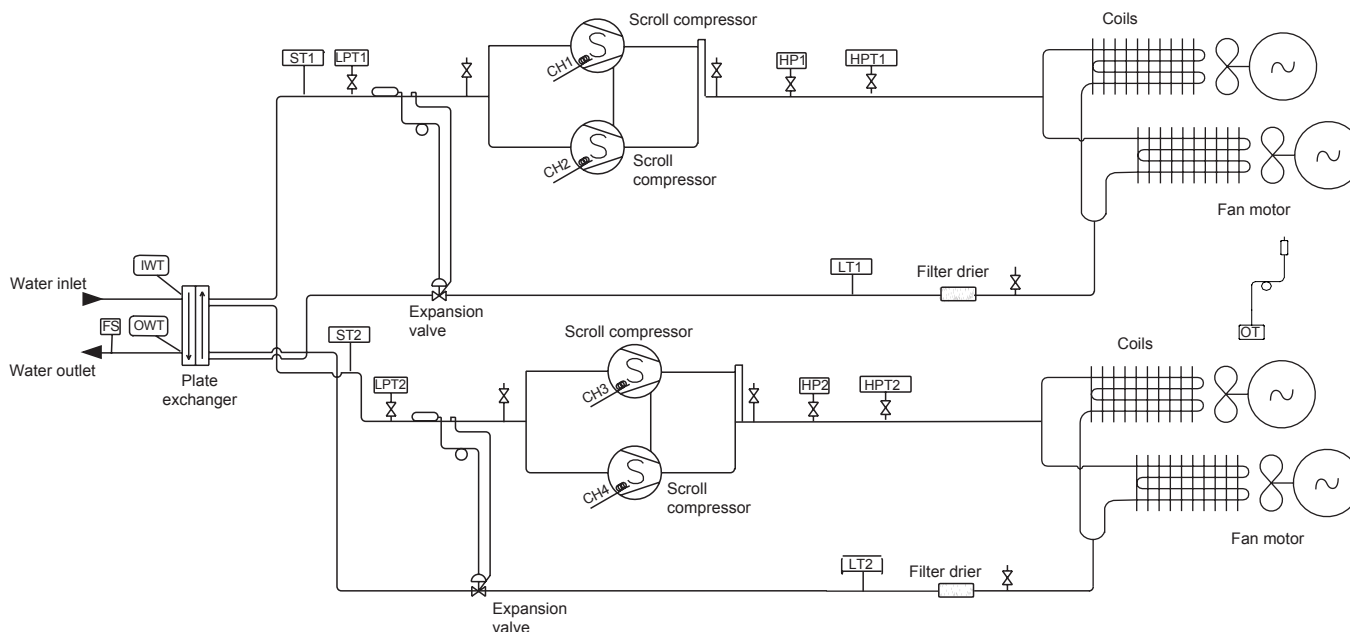 Scroll compressor
Coils
ST1
LPT1
CH1
HP1
HPT1
CH2
Scroll
compressor
Fan motor
IWT
Water inlet
LT1
Filter drier
FS
OWT
Expansion
valve
ST2
Scroll compressor
OT
Coils
Water outlet
Plate
exchanger
LPT2
CH3
HP2
HPT2
CH4
Scroll
compressor
Fan motor
LT2
Filter drier
Expansion
valve